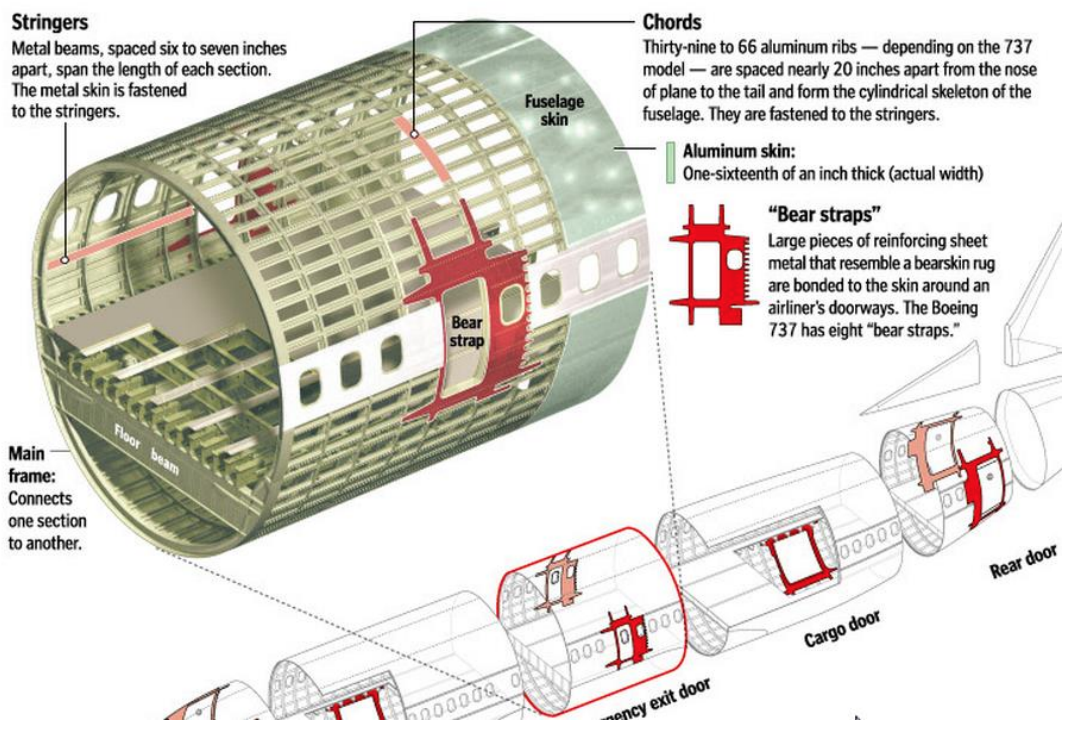 Stringers
Metal beams, spaced six to seven inches
apart, span the length of each section.
The metal skin is fastened
to the stringers.
Chords
Thirty-nine to 66 aluminum ribs — depending on the 737
model — are spaced nearly 20 inches apart from the nose
of plane to the tail and form the cylindrical skeleton of the
fuselage. They are fastened to the stringers.
Fuselage
skin
Aluminum skin:
One-sixteenth of an inch thick (actual width)
“Bear straps”
Large pieces of reinforcing sheet
metal that resemble a bearskin rug
are bonded to the skin around an
airliner’s doorways. The Boeing
737 has eight “bear straps.”
Bear
strap
Floor beam
Main
frame:
Connects
one section
to another.
Rear door
Cargo door
ency exit door